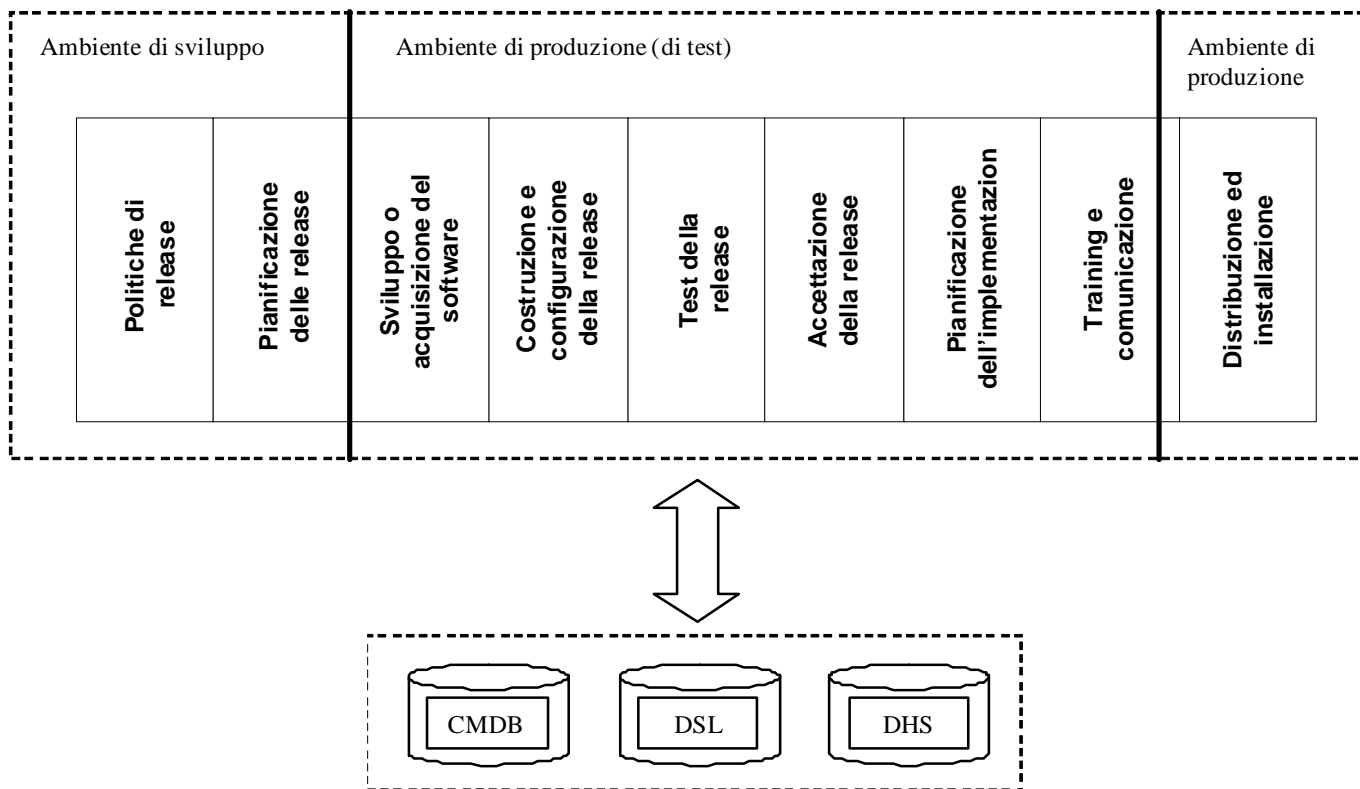 Ambiente di sviluppo
Ambiente di produzione (di test)
Ambiente di
produzione
Politiche di
release
Pianificazione
delle release
Sviluppo o
acquisizione del
software
Costruzione e
configurazione
della release
Test della
release
Accettazione
della release
Pianificazione
dell'implementazion
Training e
comunicazione
Distribuzione ed
installazione
CMDB
DSL
DHS